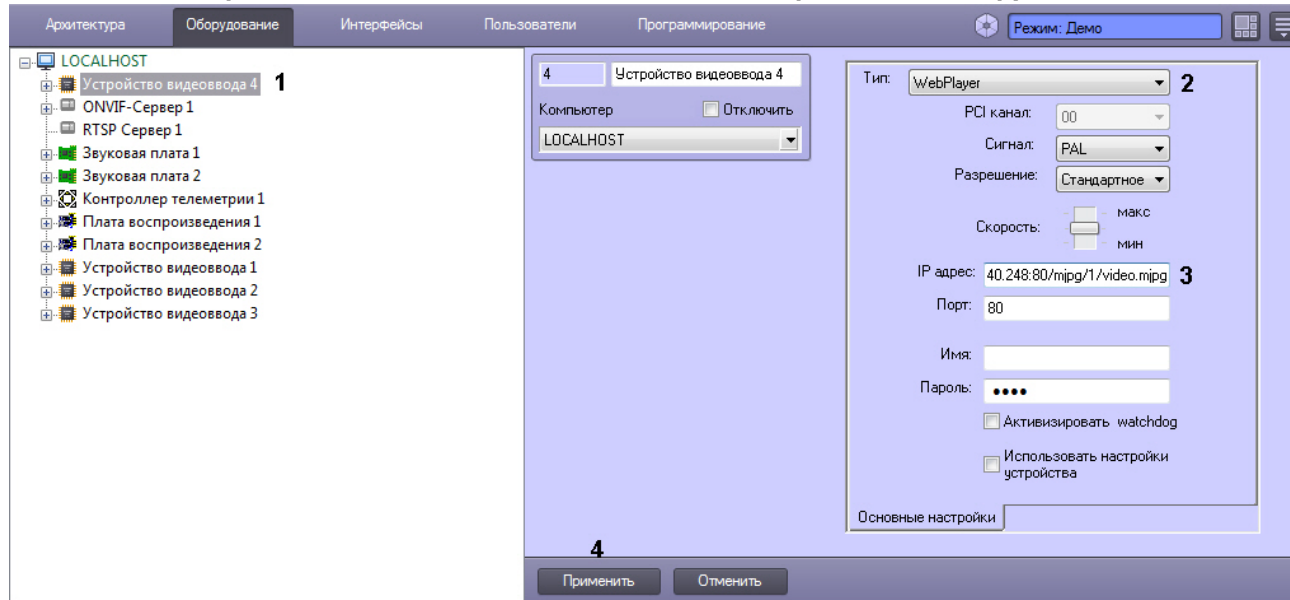 Архитектура Оборудование Интерфейсы Пользователи Программирование Режим: Демо
LOCALHOST
Устройство видеоввода 4 1
ONVIF-Сервер 1
RTSP Сервер 1
Звуковая плата 1
Звуковая плата 2
Контроллер телеметрии 1
Плата воспроизведения 1
Плата воспроизведения 2
Устройство видеоввода 1
Устройство видеоввода 2
Устройство видеоввода 3
4 Устройство видеоввода 4
Компьютер Отключить
LOCALHOST
Тип: WebPlayer 2
PCI канал: 00
Сигнал: PAL
Разрешение: Стандартное
макс
Скорость:
мин
IP адрес: 40.248:80/mjpg/1/video.mjpg 3
Порт: 80
Имя:
Пароль: ••••
Активизировать watchdog
Использовать настройки
устройства
Основные настройки
4
Применить Отменить